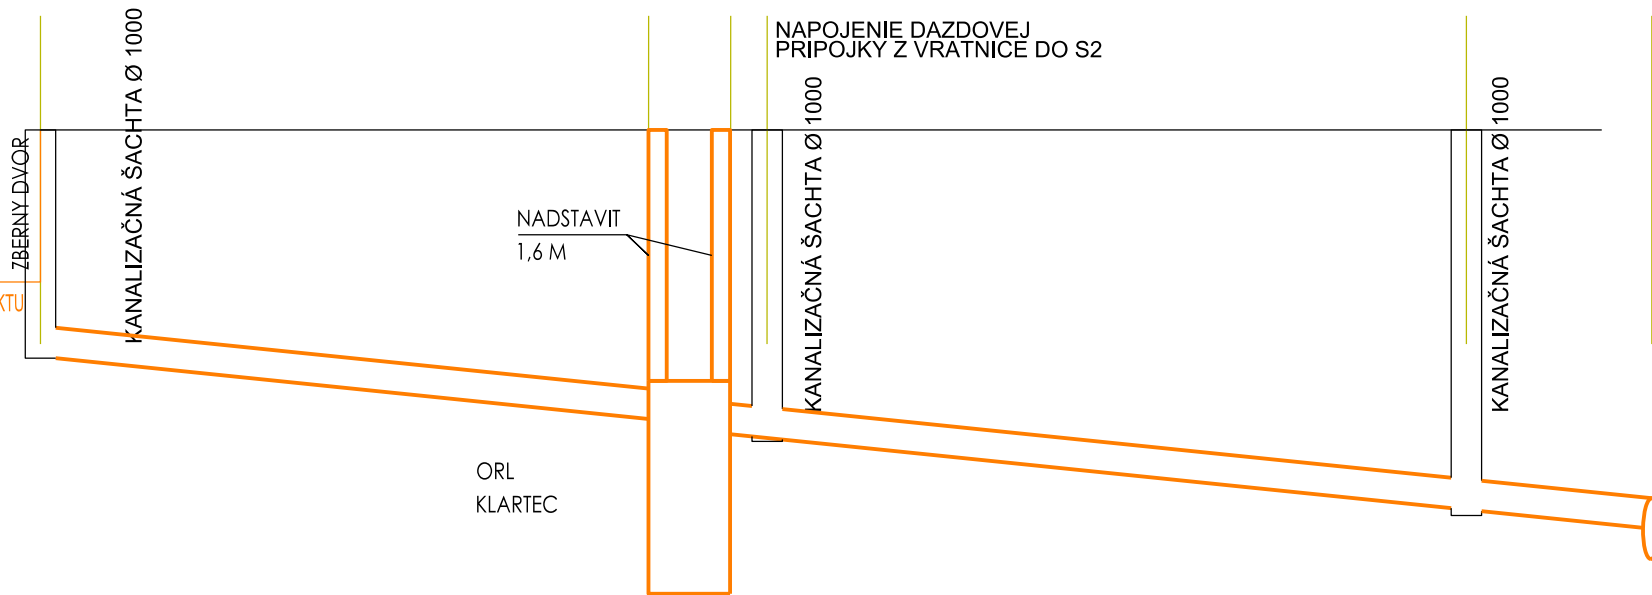 NAPOJENIE DAZDOVEJ
PRIPOJKY Z VRATNICE DO S2
ZBERNY DVOR
KTU
KANALIZAČNÁ ŠACHTA Ø 1000
NADSTAVIT
1,6 M
KANALIZAČNÁ ŠACHTA Ø 1000
KANALIZAČNÁ ŠACHTA Ø 1000
ORL
KLARTEC